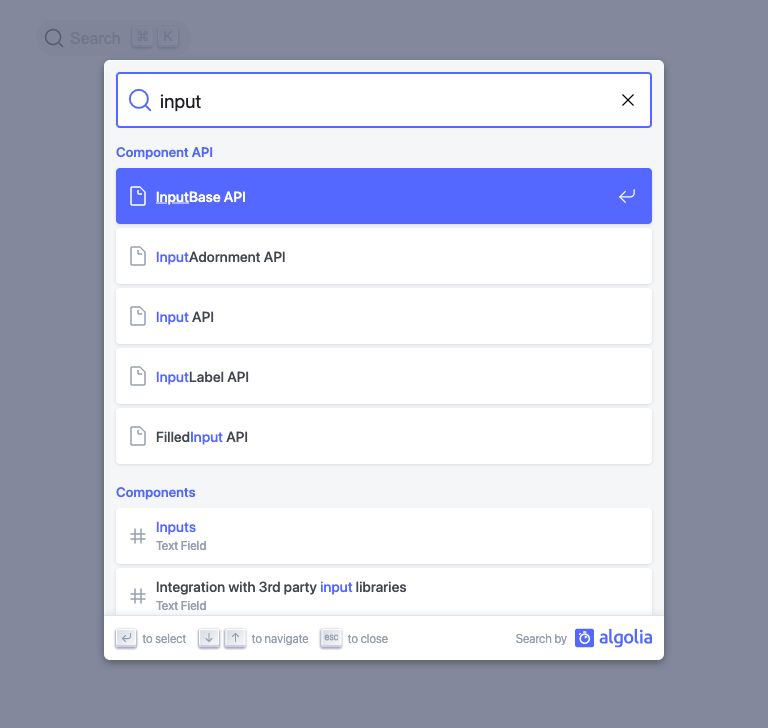 Search ⌘ K
input
Component API
InputBase API
InputAdornment API
Input API
InputLabel API
FilledInput API
Components
Inputs
Text Field
Integration with 3rd party input libraries
Text Field
to select
to navigate
esc to close
Search by algolia